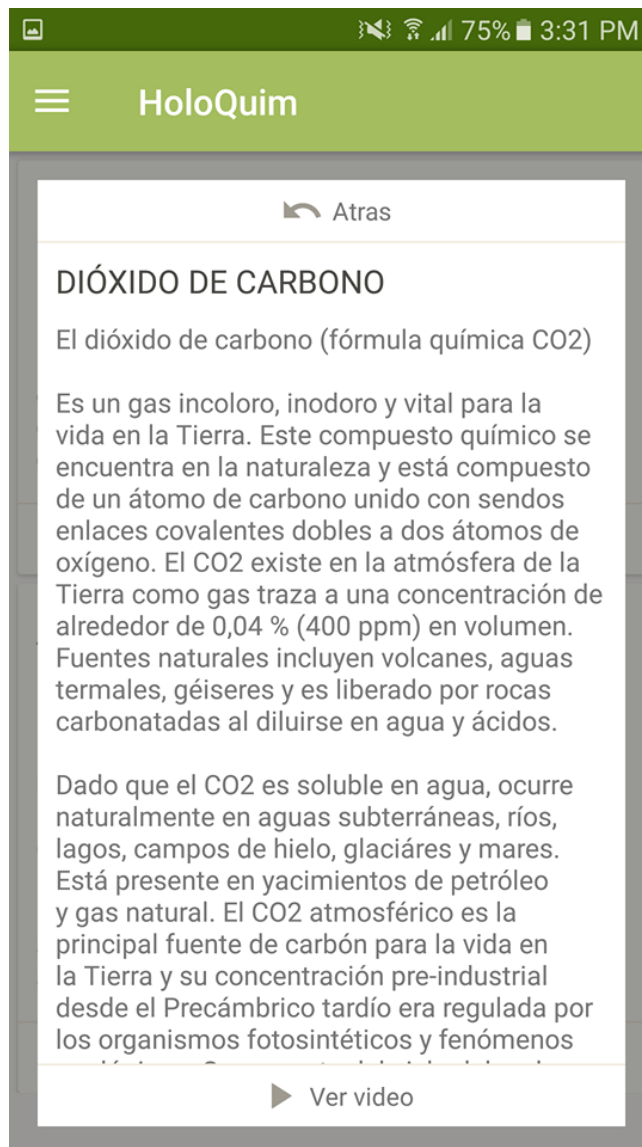 75% 3:31 PM
HoloQuim
Atras
DIÓXIDO DE CARBONO
El dióxido de carbono (fórmula química CO2)
Es un gas incoloro, inodoro y vital para la
vida en la Tierra. Este compuesto químico se
encuentra en la naturaleza y está compuesto
de un átomo de carbono unido con sendos
enlaces covalentes dobles a dos átomos de
oxígeno. El CO2 existe en la atmósfera de la
Tierra como gas traza a una concentración de
alrededor de 0,04 % (400 ppm) en volumen.
Fuentes naturales incluyen volcanes, aguas
termales, géiseres y es liberado por rocas
carbonatadas al diluirse en agua y ácidos.
Dado que el CO2 es soluble en agua, ocurre
naturalmente en aguas subterráneas, ríos,
lagos, campos de hielo, glaciáres y mares.
Está presente en yacimientos de petróleo
y gas natural. El CO2 atmosférico es la
principal fuente de carbón para la vida en
la Tierra y su concentración pre-industrial
desde el Precámbrico tardío era regulada por
los organismos fotosintéticos y fenómenos
Ver video